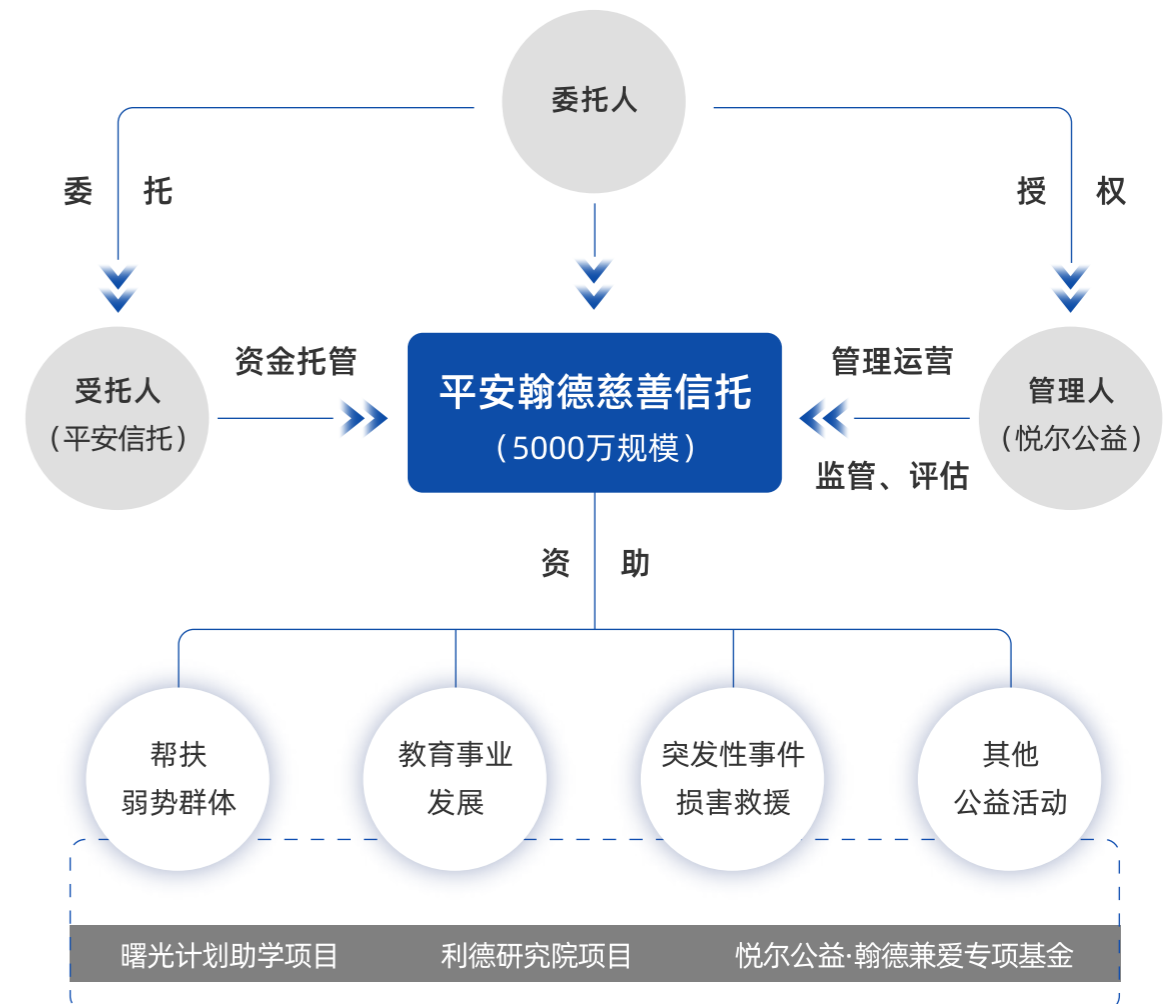 委托人
委 托
授 权
受托人
（平安信托）
资金托管
平安翰德慈善信托
（5000万规模）
管理运营
监管、评估
管理人
（悦尔公益）
资 助
帮扶
弱势群体
教育事业
发展
突发性事件
损害救援
其他
公益活动
曙光计划助学项目
利德研究院项目
悦尔公益·翰德兼爱专项基金